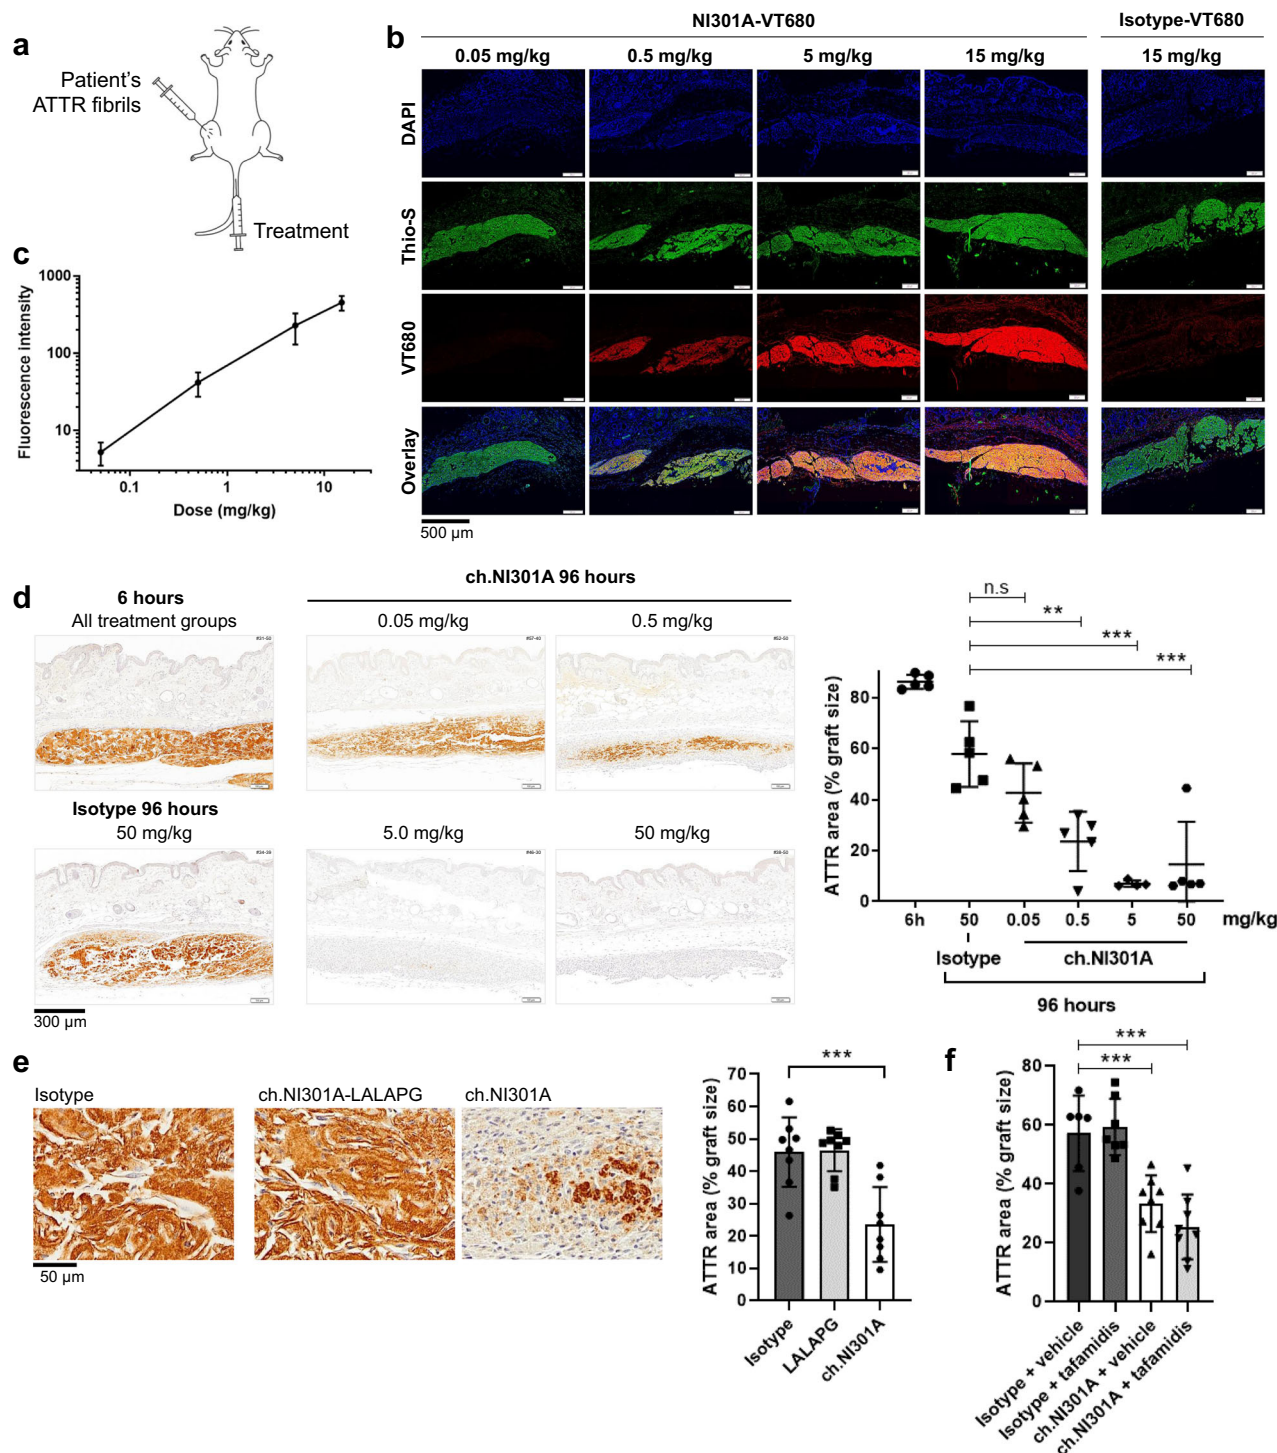 a
Patient's
ATTR fibrils
Treatment
b
NI301A-VT680
Isotype-VT680
0.05 mg/kg
0.5 mg/kg
5 mg/kg
15 mg/kg
15 mg/kg
DAPI
Thio-S
VT680
Overlay
500 µm
c
Fluorescence intensity
1000
100
10
0.1
1
10
Dose (mg/kg)
d
6 hours
All treatment groups
ch.NI301A 96 hours
0.05 mg/kg
0.5 mg/kg
Isotype 96 hours
50 mg/kg
5.0 mg/kg
50 mg/kg
300 µm
n.s
**
***
***
ATTR area (% graft size)
80
60
40
20
0
6h
50
0.05
0.5
5
50
mg/kg
Isotype
ch.NI301A
96 hours
e
Isotype
ch.NI301A-LALAPG
ch.NI301A
50 µm
***
ATTR area (% graft size)
70
60
50
40
30
20
10
0
Isotype
LALAPG
ch.NI301A
f
***
***
ATTR area (% graft size)
80
60
40
20
0
Isotype + vehicle
Isotype + tafamidis
ch.NI301A + vehicle
ch.NI301A + tafamidis